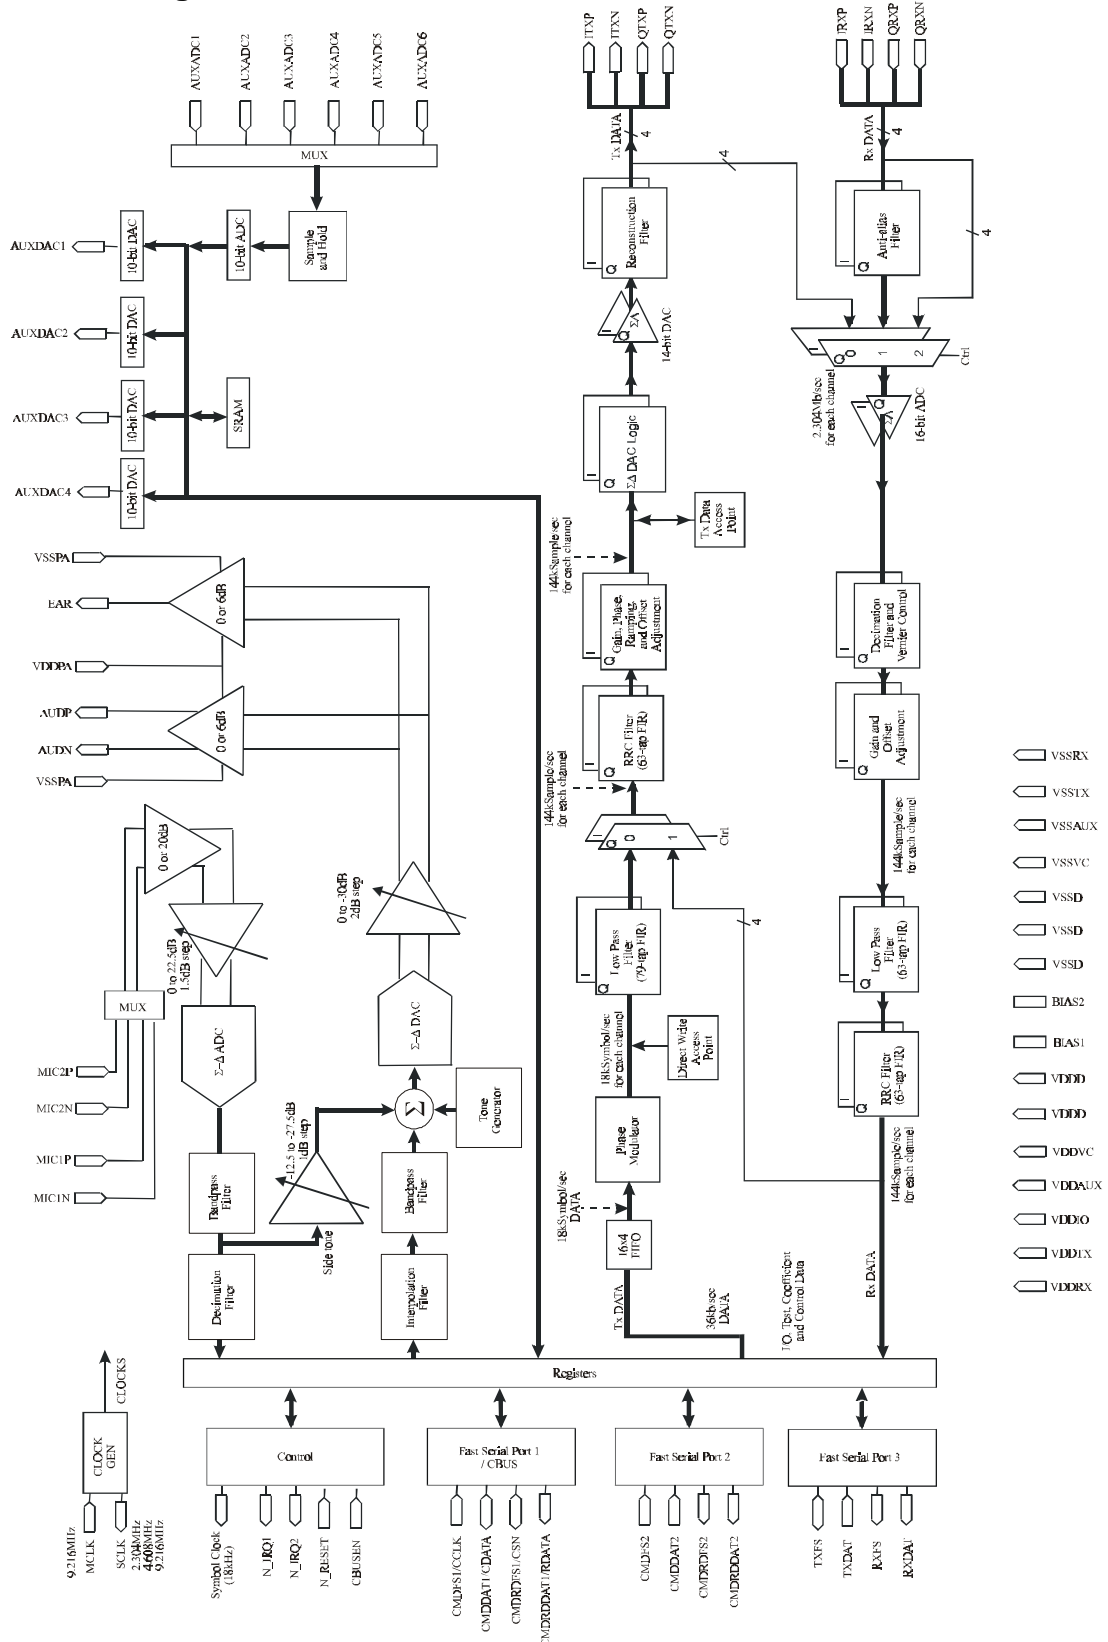 AUXADC1
AUXADC2
AUXADC3
AUXADC4
AUXADC5
AUXADC6
MUX
Sample
and Hold
10-bit ADC
10-bit DAC
AUXDAC1
10-bit DAC
AUXDAC2
10-bit DAC
AUXDAC3
10-bit DAC
AUXDAC4
SRAM
VSSPA
EAR
VDDPA
AUDP
AUDN
VSSPA
0 or 6dB
0 or 6dB
0 or 20dB
0 to 22.5dB
1.5dB step
0 to -30dB
2dB step
MUX
MIC2P
MIC2N
MIC1P
MIC1N
Σ–Δ ADC
Σ–Δ DAC
Σ
Tone
Generator
-12.5 to -27.5dB
1dB step
Side tone
Bandpass
Filter
Bandpass
Filter
Decimation
Filter
Interpolation
Filter
ITXP
ITXN
QTXP
QTXN
Tx DATA
4
4
I
Q
Reconstruction
Filter
I
Q
ΣΔ
14-bit DAC
I
Q
ΣΔ DAC Logic
Tx Data
Access
Point
144kSample/sec
for each channel
I
Q
Gain, Phase,
Ramping,
and Offset
Adjustment
I
Q
RRC Filter
(63-tap FIR)
144kSample/sec
for each channel
I
Q
0
1
Ctrl
I
Q
Low Pass
Filter
(79-tap FIR)
4
18kSymbol/sec
for each channel
Direct Write
Access
Point
Phase
Modulator
18kSymbol/sec
DATA
16x4
FIFO
Tx DATA
36kb/sec
DATA
IRXP
IRXN
QRXP
QRXN
Rx DATA
4
4
I
Q
Anti-alias
Filter
I
Q
0
1
2
Ctrl
2.304Mb/sec
for each channel
I
Q
ΣΔ
16-bit ADC
I
Q
Decimation
Filter and
Vernier Control
I
Q
Gain and
Offset
Adjustment
144kSample/sec
for each channel
I
Q
Low Pass
Filter
(63-tap FIR)
I
Q
RRC Filter
(63-tap FIR)
144kSample/sec
for each channel
Rx DATA
I/O, Test, Coefficient
and Control Data
VSSRX
VSSTX
VSSAUX
VSSVC
VSSD
VSSD
VSSD
BIAS2
BIAS1
VDDD
VDDD
VDDVC
VDDAUX
VDDIO
VDDTX
VDDRX
Registers
CLOCKS
CLOCK
GEN
9.216MHz
MCLK
SCLK
2.304MHz
4.608MHz
9.216MHz
Control
Symbol Clock
(18kHz)
N_IRQ1
N_IRQ2
N_RESET
CBUSEN
Fast Serial Port 1
/ CBUS
CMDFS1/CCLK
CMDDAT1/CDATA
CMDRDFS1/CSN
CMDRDDAT1/RDATA
Fast Serial Port 2
CMDFS2
CMDDAT2
CMDRDFS2
CMDRDDAT2
Fast Serial Port 3
TXFS
TXDAT
RXFS
RXDAT